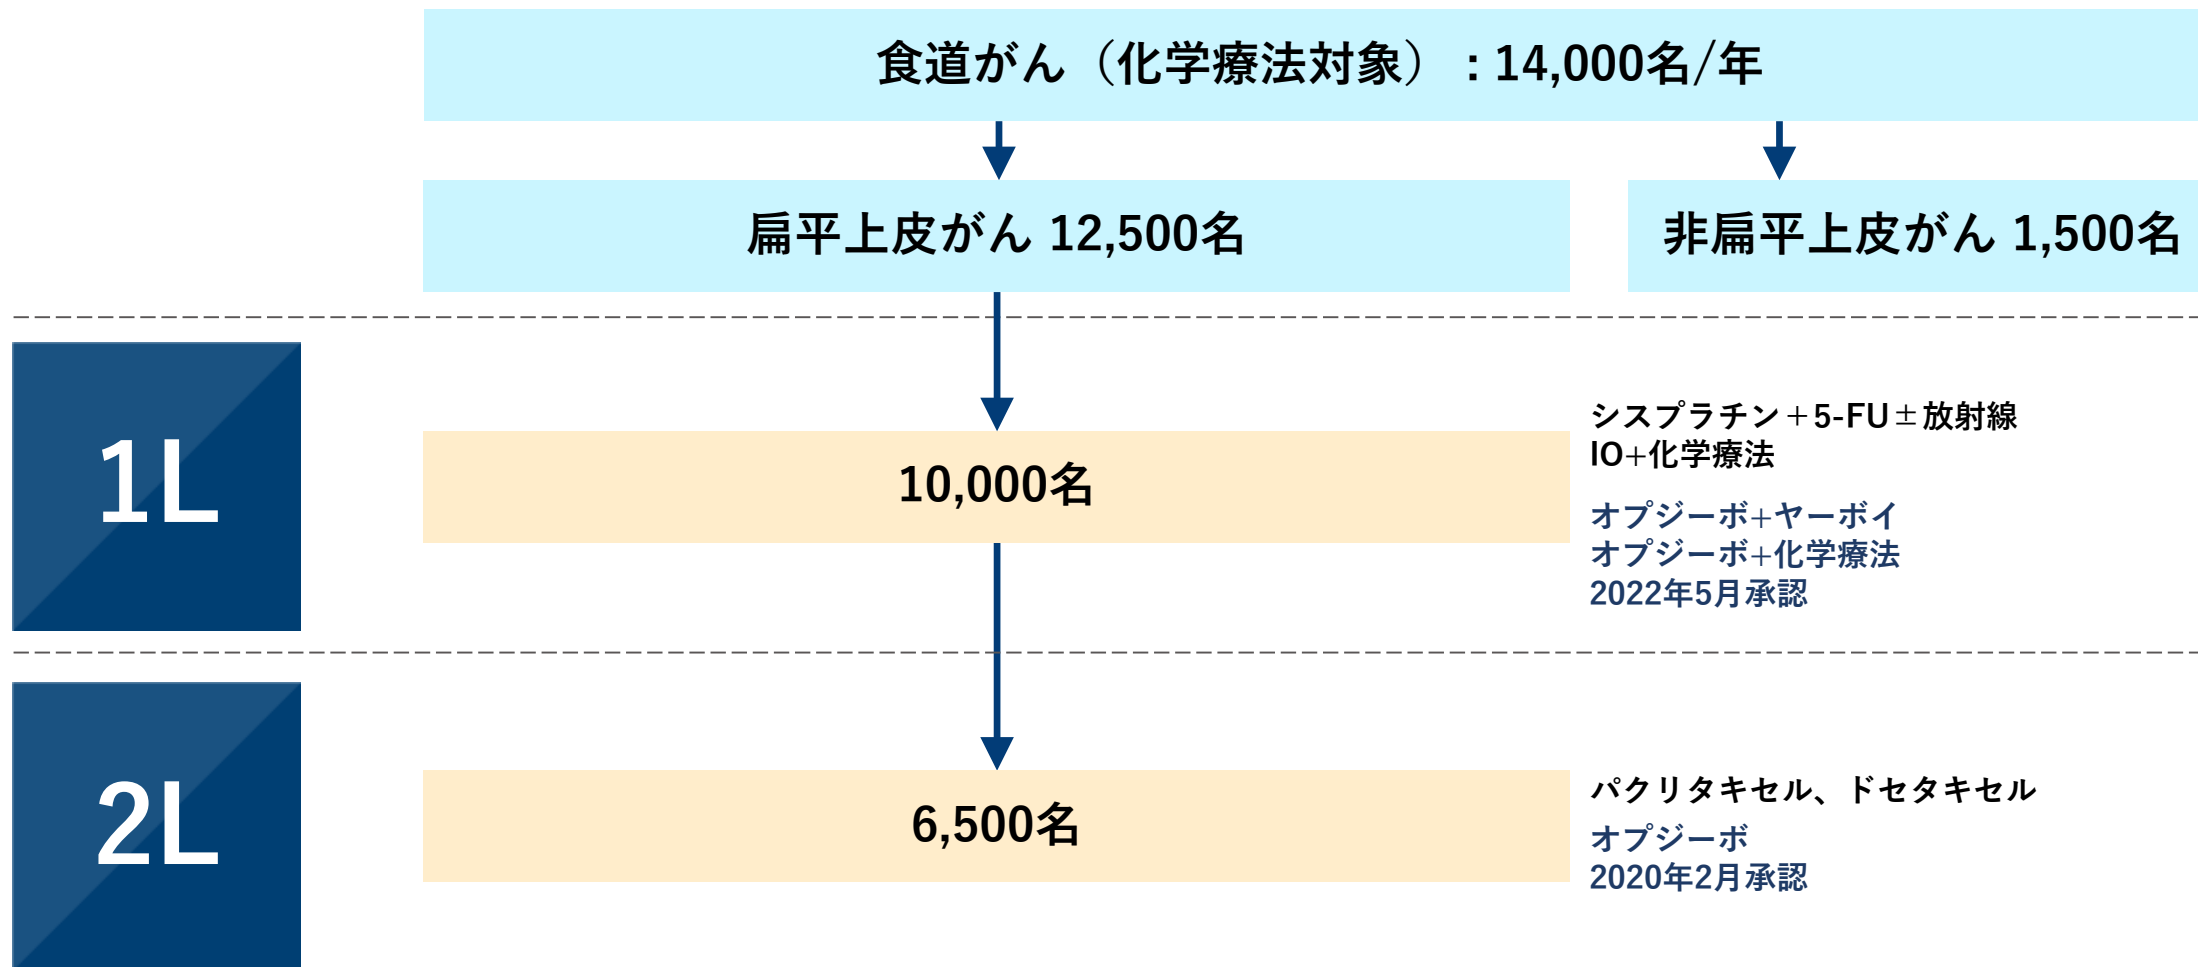 食道がん（化学療法対象）：14,000名/年
扁平上皮がん 12,500名
非扁平上皮がん 1,500名
1L
10,000名
シスプラチン＋5-FU±放射線
IO+化学療法
オプジーボ+ヤーボイ
オプジーボ+化学療法
2022年5月承認
2L
6,500名
パクリタキセル、ドセタキセル
オプジーボ
2020年2月承認